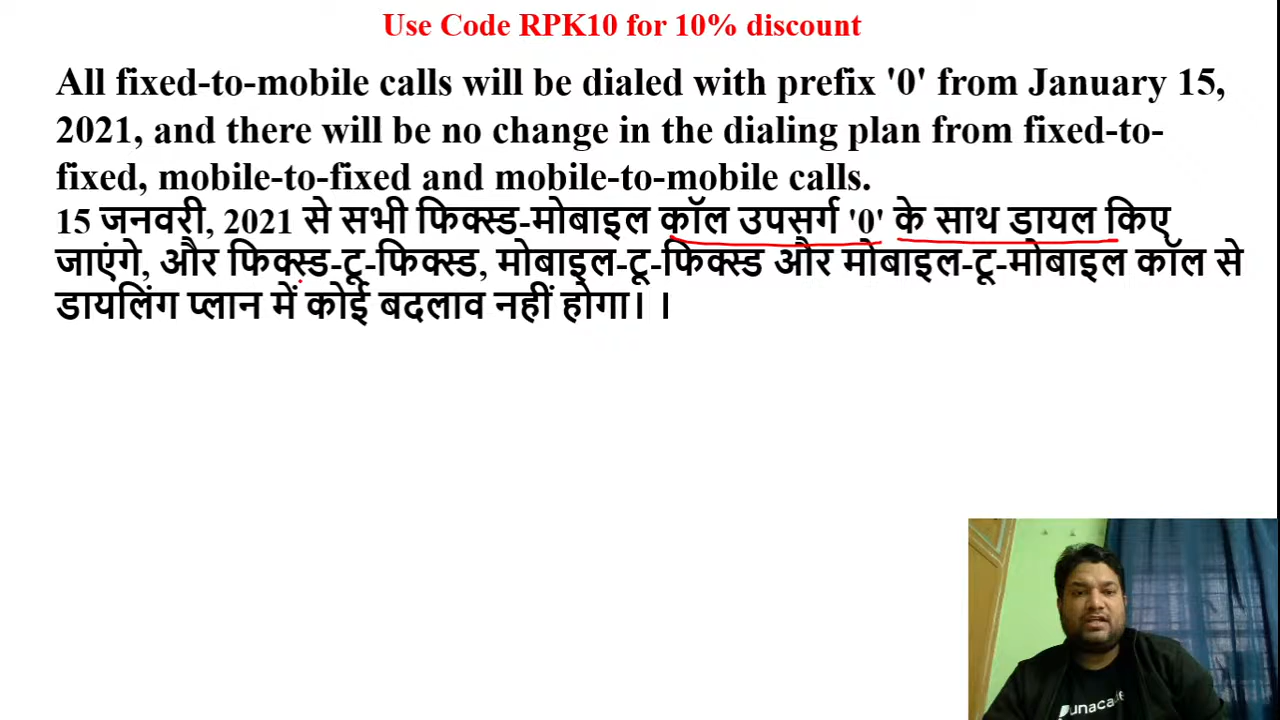 Use Code RPK10 for 10% discount
All fixed-to-mobile calls will be dialed with prefix '0' from January 15,
2021, and there will be no change in the dialing plan from fixed-to-
fixed, mobile-to-fixed and mobile-to-mobile calls.
15 जनवरी, 2021 से सभी फिक्स्ड-मोबाइल कॉल उपसर्ग '0' के साथ डायल किए
जाएंगे, और फिक्स्ड-टू-फिक्स्ड, मोबाइल-टू-फिक्स्ड और मोबाइल-टू-मोबाइल कॉल से
डायलिंग प्लान में कोई बदलाव नहीं होगा। ।